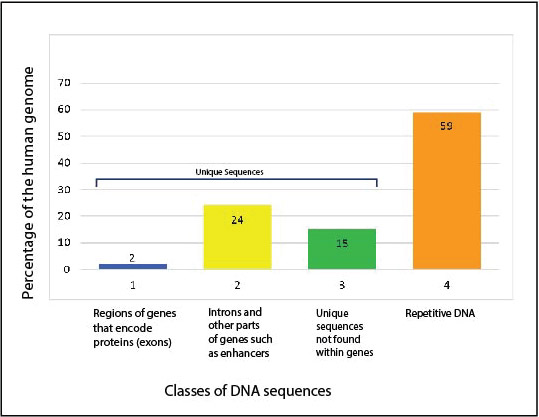 Percentage of the human genome
70
60
50
40
30
20
10
0
Unique Sequences
2
24
15
59
1
2
3
4
Regions of genes
that encode
proteins (exons)
Introns and
other parts
of genes such
as enhancers
Unique
sequences
not found
within genes
Repetitive DNA
Classes of DNA sequences